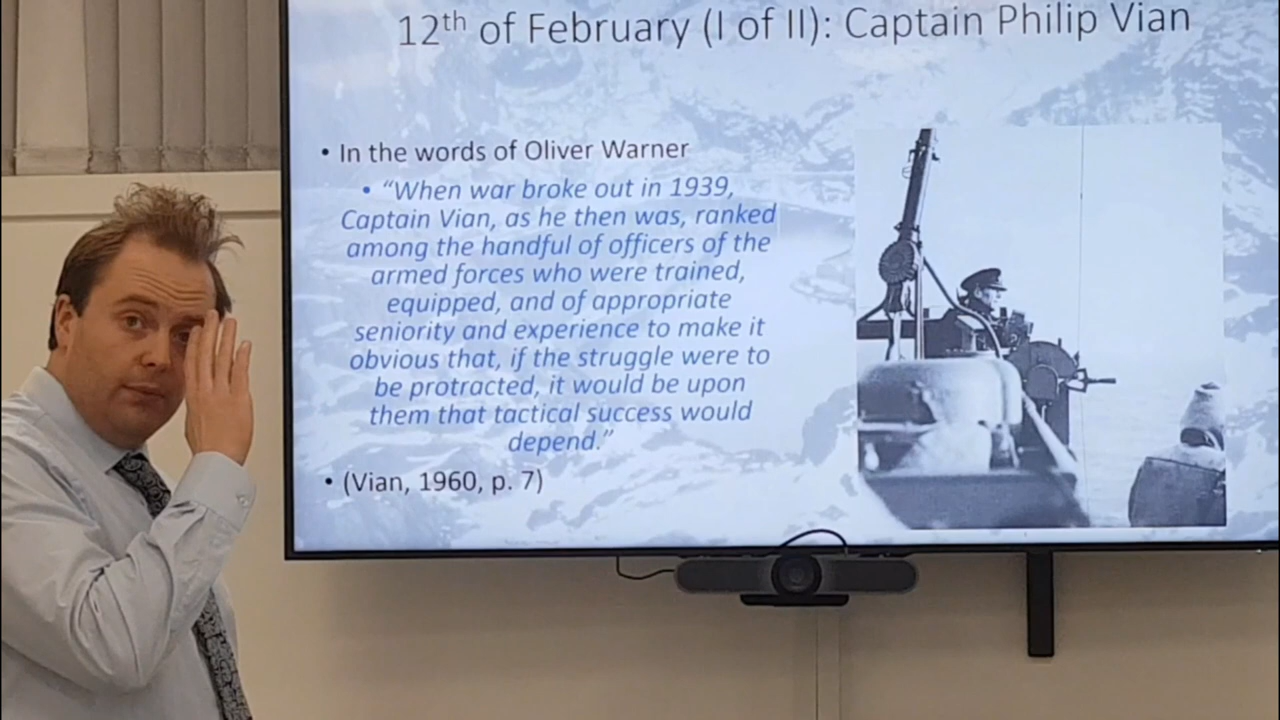 12th of February (I of II): Captain Philip Vian
• In the words of Oliver Warner
• “When war broke out in 1939,
Captain Vian, as he then was, ranked
among the handful of officers of the
armed forces who were trained,
equipped, and of appropriate
seniority and experience to make it
obvious that, if the struggle were to
be protracted, it would be upon
them that tactical success would
depend.”
• (Vian, 1960, p. 7)